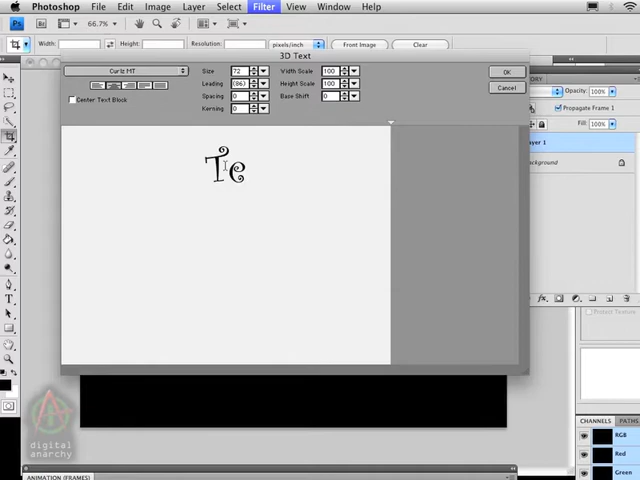 Photoshop File Edit Image Layer Select Filter Analysis View Window Help
66.7%
Width: Height: Resolution: pixels/inch Front Image Clear
3D Text
Curlz MT
Size 72 Width Scale 100 OK
Leading (86) Height Scale 100
Spacing 0 Base Shift 0 Cancel
Center Text Block
Kerning 0
Te
Opacity: 100%
Propagate Frame 1
Fill: 100%
CHANNELS PATHS
RGB
Red
Green
digital
anarchy
ANIMATION (FRAMES)